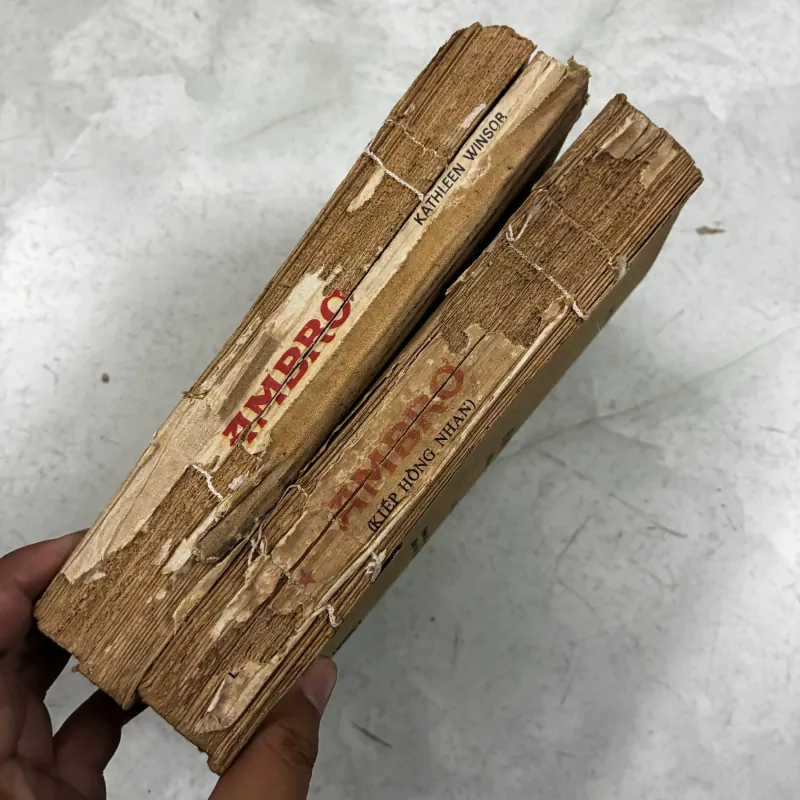 KATHLEEN WINSOR
AMBRO
AMBRO
(KIẾP HỒNG NHAN)